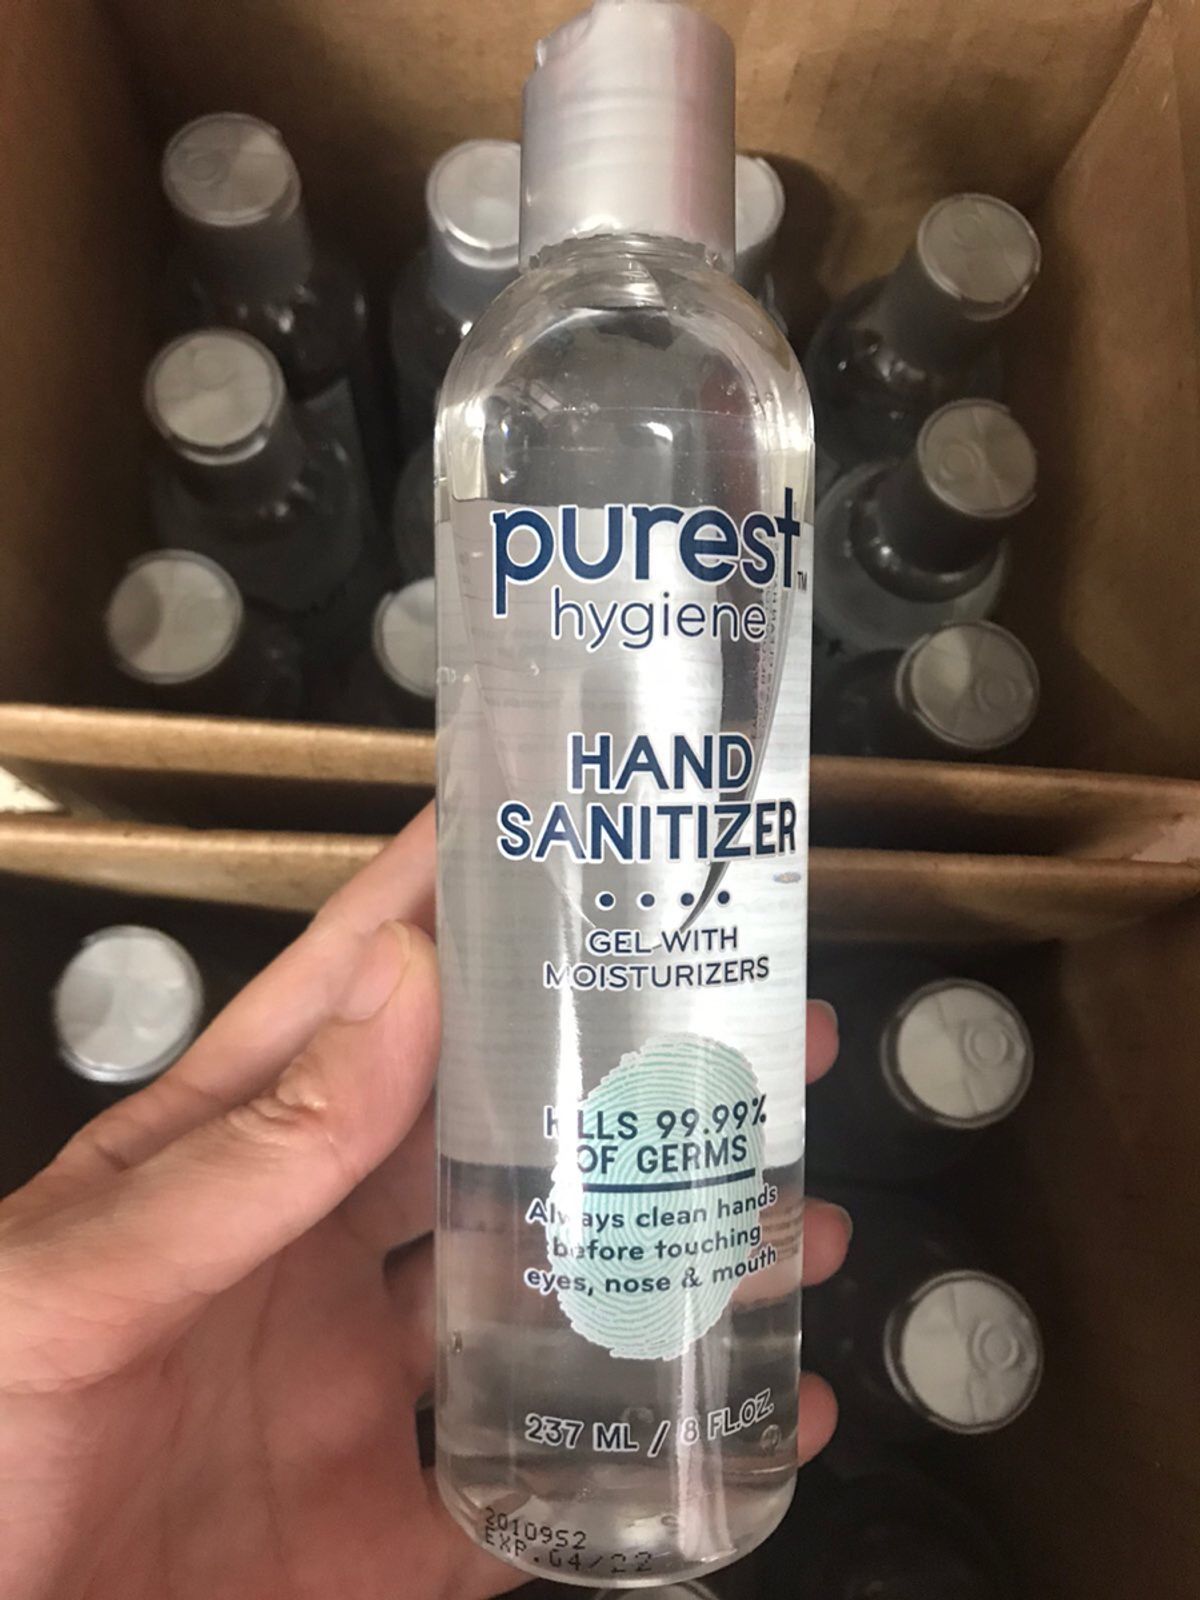 purest™
hygiene
HAND
SANITIZER
GEL WITH
MOISTURIZERS
KILLS 99.99%
OF GERMS
Always clean hands
before touching
eyes, nose & mouth
237 ML / 8 FL.OZ.
2010952
EXP.04/22